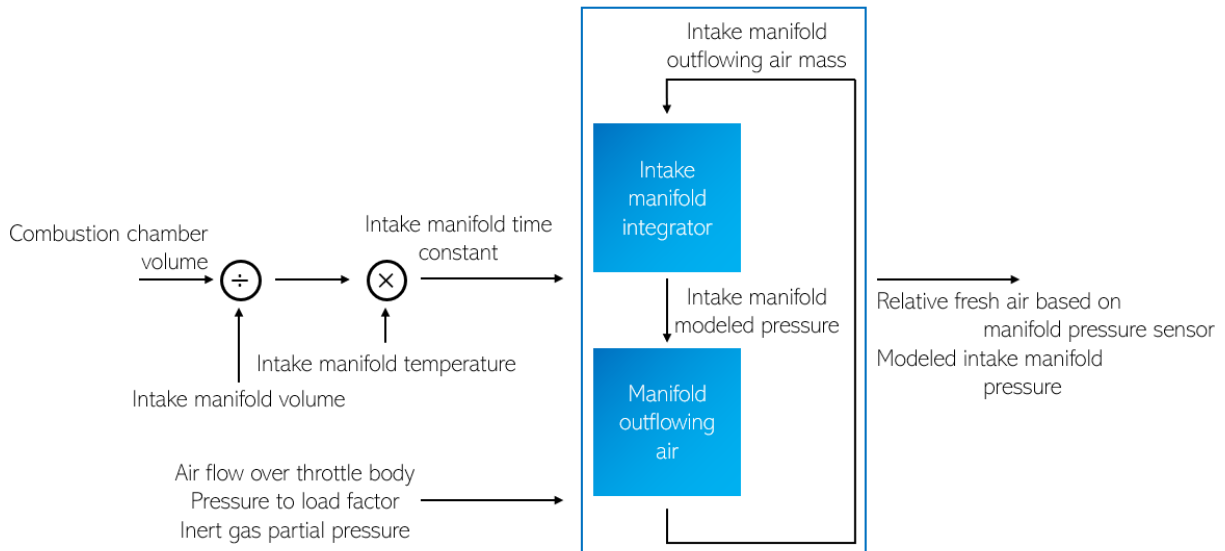 Intake manifold
outflowing air mass
Intake
manifold
integrator
Intake manifold time
constant
Combustion chamber
volume
÷
×
Intake manifold
modeled pressure
Relative fresh air based on
manifold pressure sensor
Modeled intake manifold
pressure
Intake manifold temperature
Intake manifold volume
Manifold
outflowing
air
Air flow over throttle body
Pressure to load factor
Inert gas partial pressure